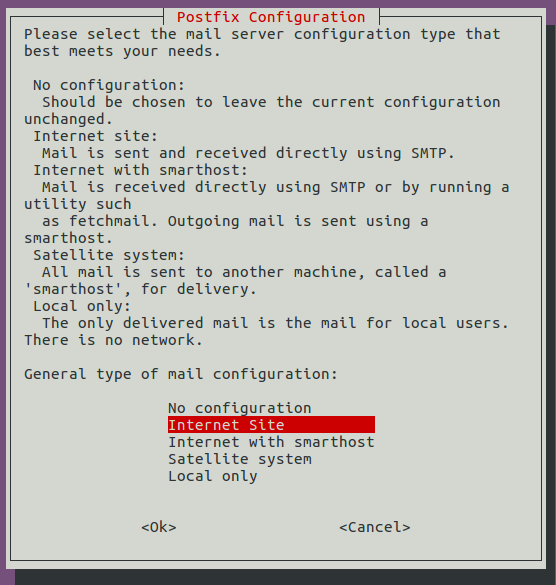 Postfix Configuration
Please select the mail server configuration type that
best meets your needs.
No configuration:
Should be chosen to leave the current configuration
unchanged.
Internet site:
Mail is sent and received directly using SMTP.
Internet with smarthost:
Mail is received directly using SMTP or by running a
utility such
as fetchmail. Outgoing mail is sent using a
smarthost.
Satellite system:
All mail is sent to another machine, called a
'smarthost', for delivery.
Local only:
The only delivered mail is the mail for local users.
There is no network.
General type of mail configuration:
No configuration
Internet Site
Internet with smarthost
Satellite system
Local only
<Ok> <Cancel>